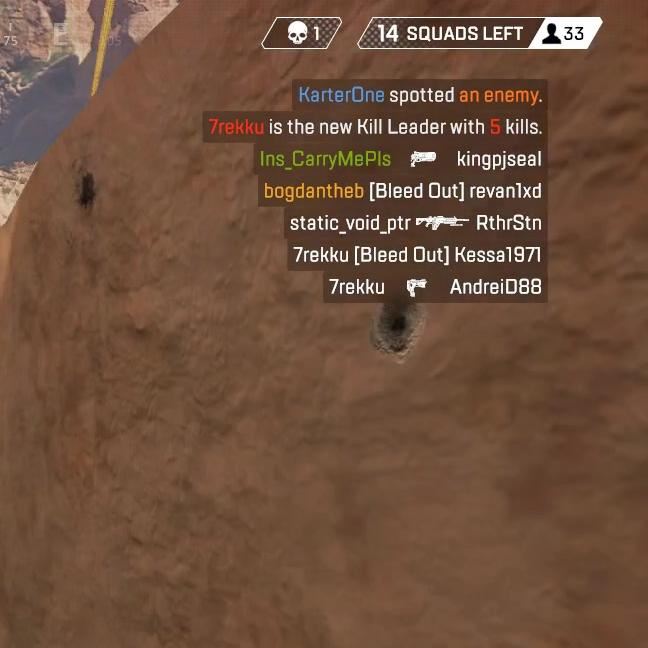 1
14 SQUADS LEFT 33
75
KarterOne spotted an enemy.
7rekku is the new Kill Leader with 5 kills.
Ins_CarryMePls kingpjseal
bogdantheb [Bleed Out] revan1xd
static_void_ptr RthrStn
7rekku [Bleed Out] Kessa1971
7rekku AndreiD88